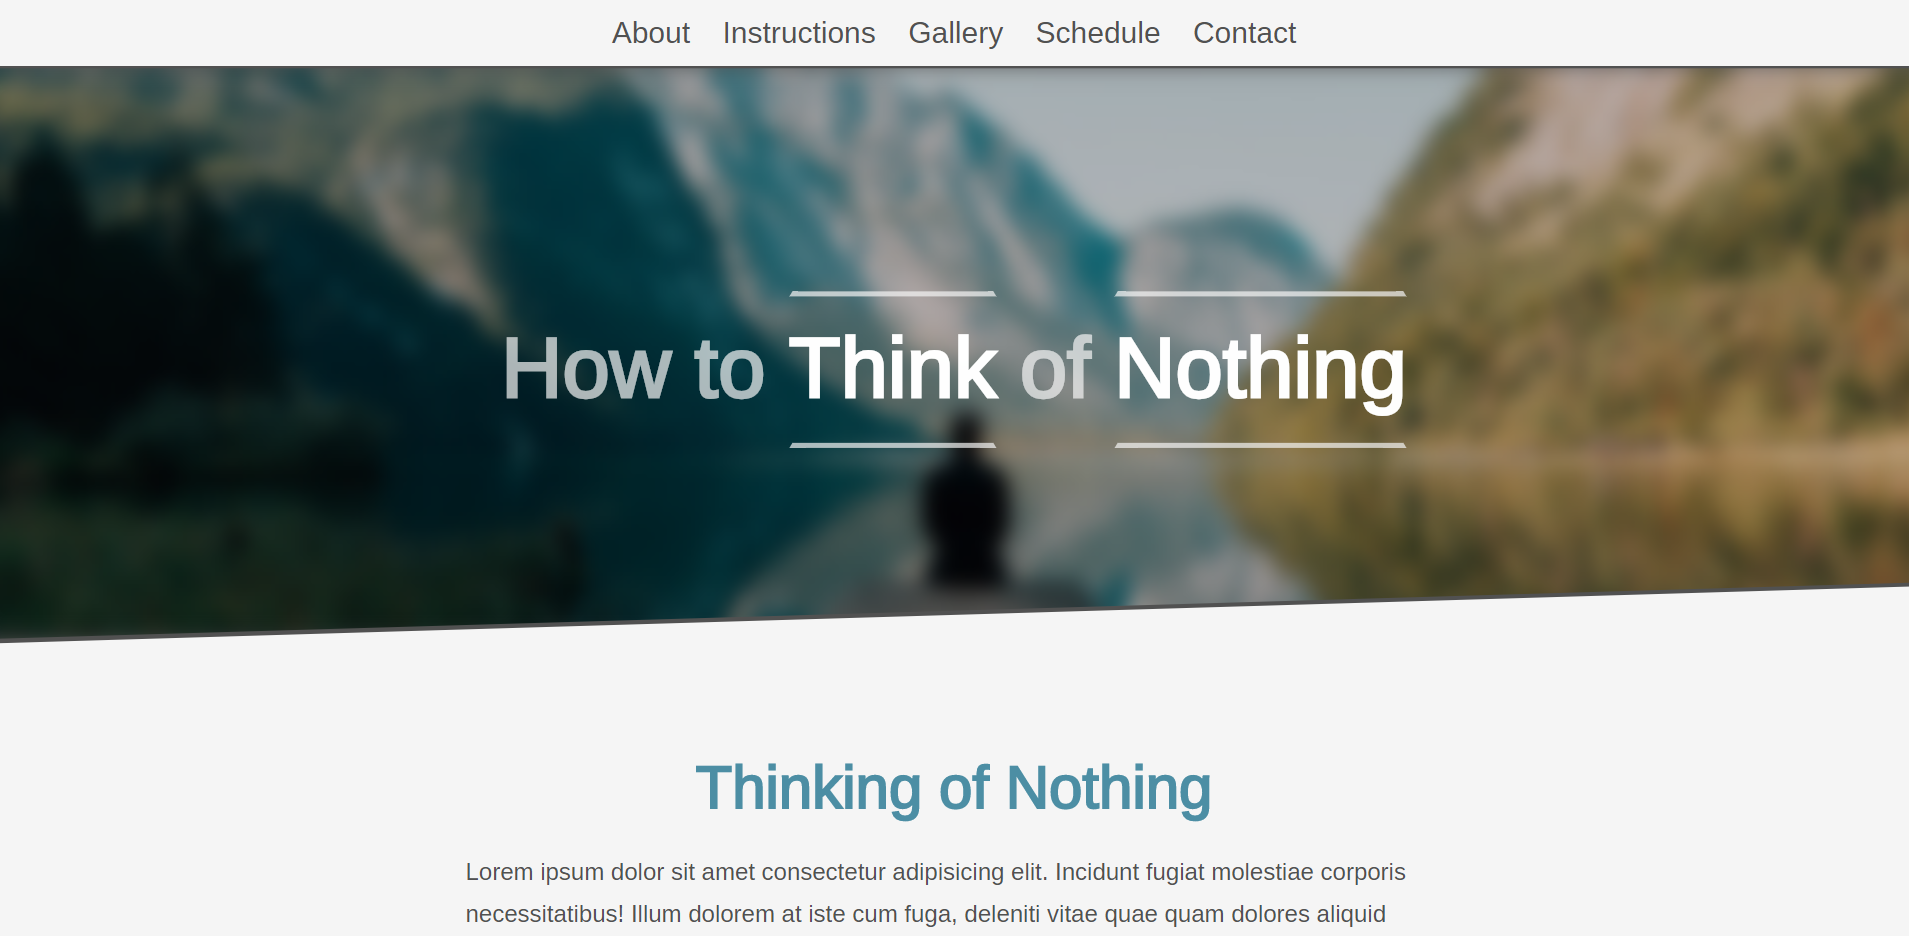 About Instructions Gallery Schedule Contact
How to Think of Nothing
Thinking of Nothing
Lorem ipsum dolor sit amet consectetur adipisicing elit. Incidunt fugiat molestiae corporis
necessitatibus! Illum dolorem at iste cum fuga, deleniti vitae quae quam dolores aliquid